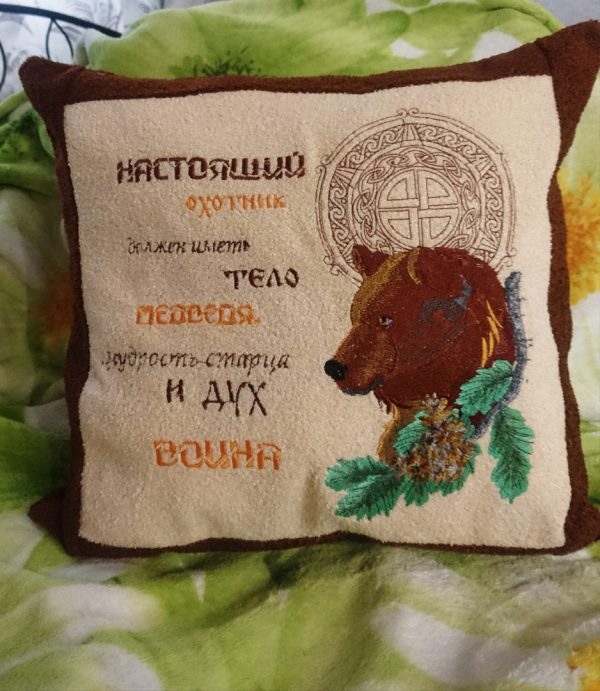 НАСТОЯЩИЙ
ОХОТНИК
должен иметь
ТЕЛО
МЕДВЕДЯ.
мудрость старца
И ДУХ
ВОИНА